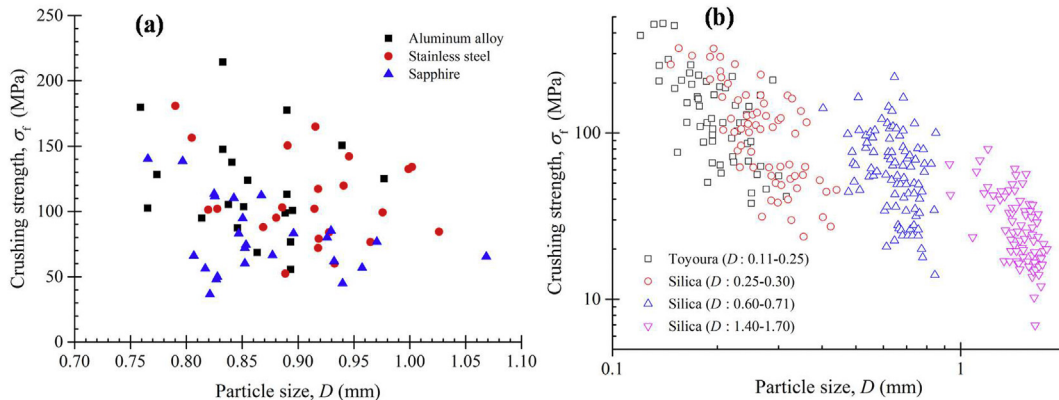 (a)
Aluminum alloy
Stainless steel
Sapphire
250
200
150
100
50
0
0.70 0.75 0.80 0.85 0.90 0.95 1.00 1.05 1.10
Crushing strength, σf (MPa)
Particle size, D (mm)
(b)
100
10
0.1 1
Crushing strength, σf (MPa)
Particle size, D (mm)
Toyoura (D : 0.11-0.25)
Silica (D : 0.25-0.30)
Silica (D : 0.60-0.71)
Silica (D : 1.40-1.70)